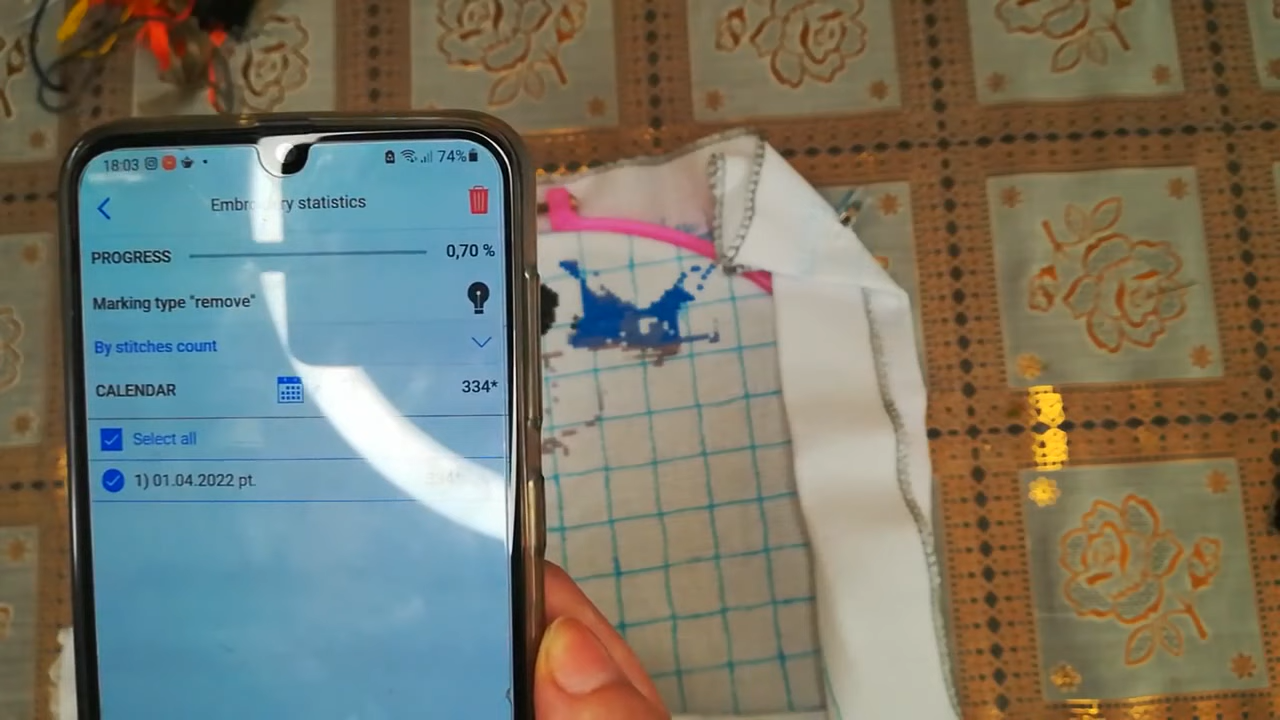 18:03 74%
Embroidery statistics
PROGRESS 0,70 %
Marking type "remove"
By stitches count
CALENDAR 334*
Select all
1) 01.04.2022 pt.